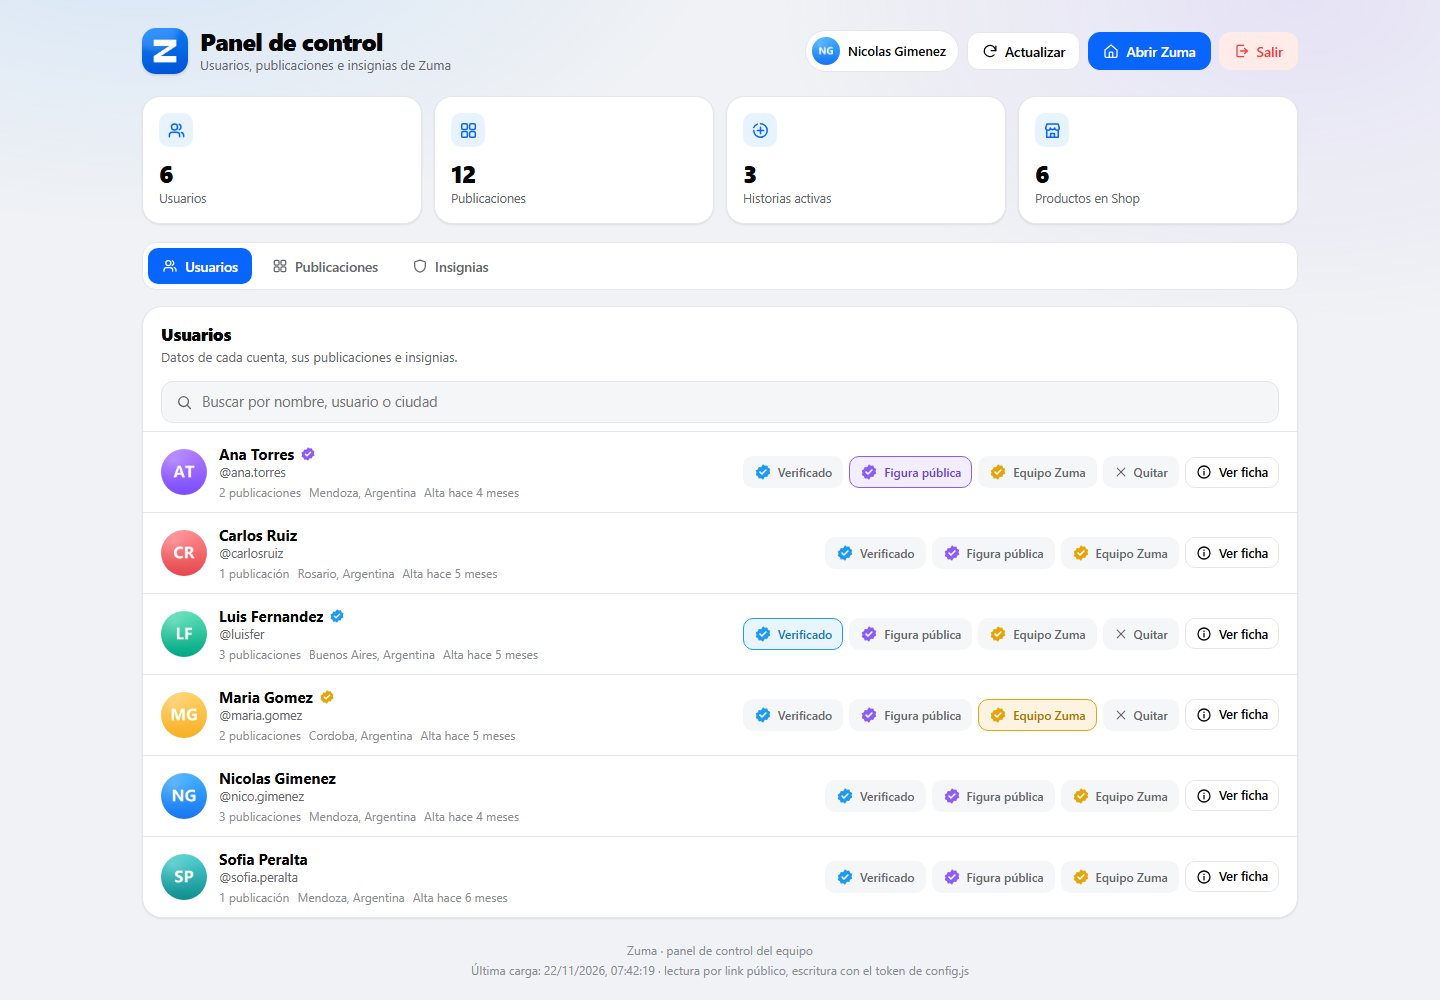 Z
Panel de control
Usuarios, publicaciones e insignias de Zuma
NG Nicolas Gimenez
Actualizar
Abrir Zuma
Salir
6
Usuarios
12
Publicaciones
3
Historias activas
6
Productos en Shop
Usuarios
Publicaciones
Insignias
Usuarios
Datos de cada cuenta, sus publicaciones e insignias.
Buscar por nombre, usuario o ciudad
AT
Ana Torres
@ana.torres
2 publicaciones Mendoza, Argentina Alta hace 4 meses
Verificado Figura pública Equipo Zuma Quitar Ver ficha
CR
Carlos Ruiz
@carlosruiz
1 publicación Rosario, Argentina Alta hace 5 meses
Verificado Figura pública Equipo Zuma Ver ficha
LF
Luis Fernandez
@luisfer
3 publicaciones Buenos Aires, Argentina Alta hace 5 meses
Verificado Figura pública Equipo Zuma Quitar Ver ficha
MG
Maria Gomez
@maria.gomez
2 publicaciones Cordoba, Argentina Alta hace 5 meses
Verificado Figura pública Equipo Zuma Quitar Ver ficha
NG
Nicolas Gimenez
@nico.gimenez
3 publicaciones Mendoza, Argentina Alta hace 4 meses
Verificado Figura pública Equipo Zuma Ver ficha
SP
Sofia Peralta
@sofia.peralta
1 publicación Mendoza, Argentina Alta hace 6 meses
Verificado Figura pública Equipo Zuma Ver ficha
Zuma · panel de control del equipo
Última carga: 22/11/2026, 07:42:19 · lectura por link público, escritura con el token de config.js